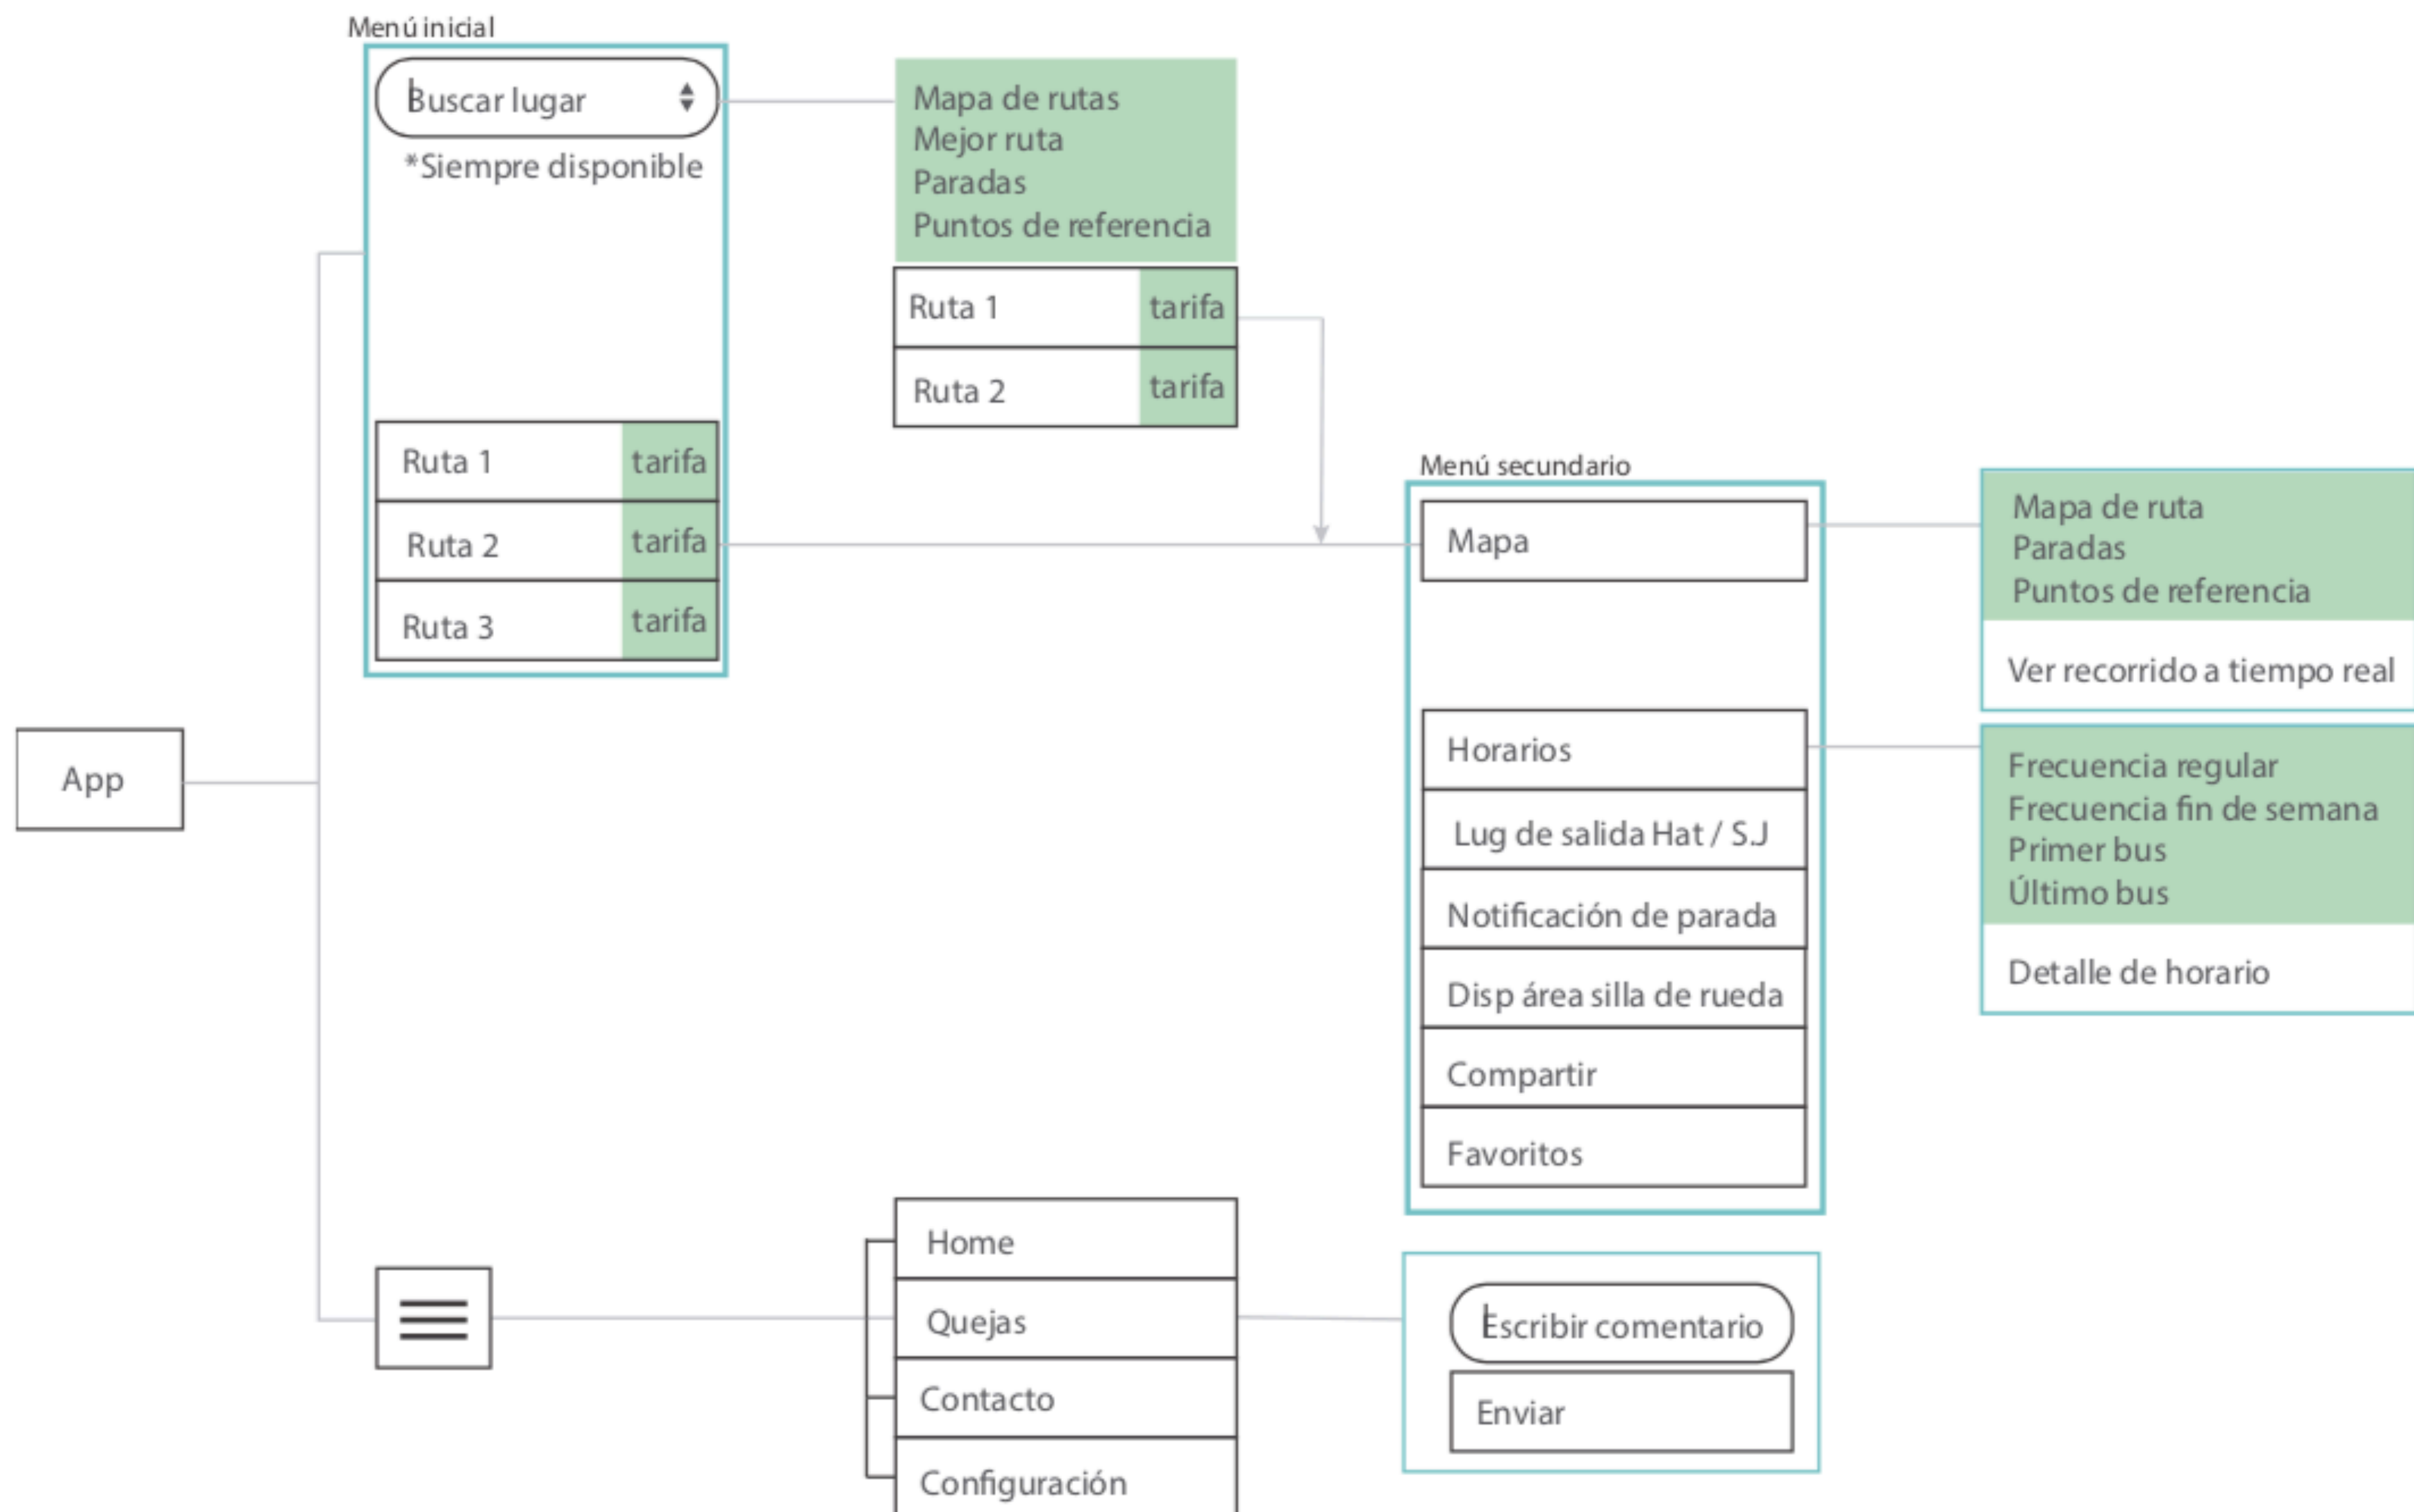 Menú inicial
Buscar lugar
*Siempre disponible
Ruta 1 tarifa
Ruta 2 tarifa
Ruta 3 tarifa
Mapa de rutas
Mejor ruta
Paradas
Puntos de referencia
Ruta 1 tarifa
Ruta 2 tarifa
App
Menú secundario
Mapa
Horarios
Lug de salida Hat / S.J
Notificación de parada
Disp área silla de rueda
Compartir
Favoritos
Mapa de ruta
Paradas
Puntos de referencia
Ver recorrido a tiempo real
Frecuencia regular
Frecuencia fin de semana
Primer bus
Último bus
Detalle de horario
Home
Quejas
Contacto
Configuración
Escribir comentario
Enviar